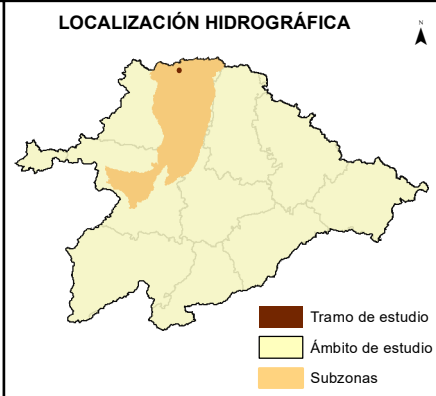 LOCALIZACIÓN HIDROGRÁFICA
N
Tramo de estudio
Ámbito de estudio
Subzonas